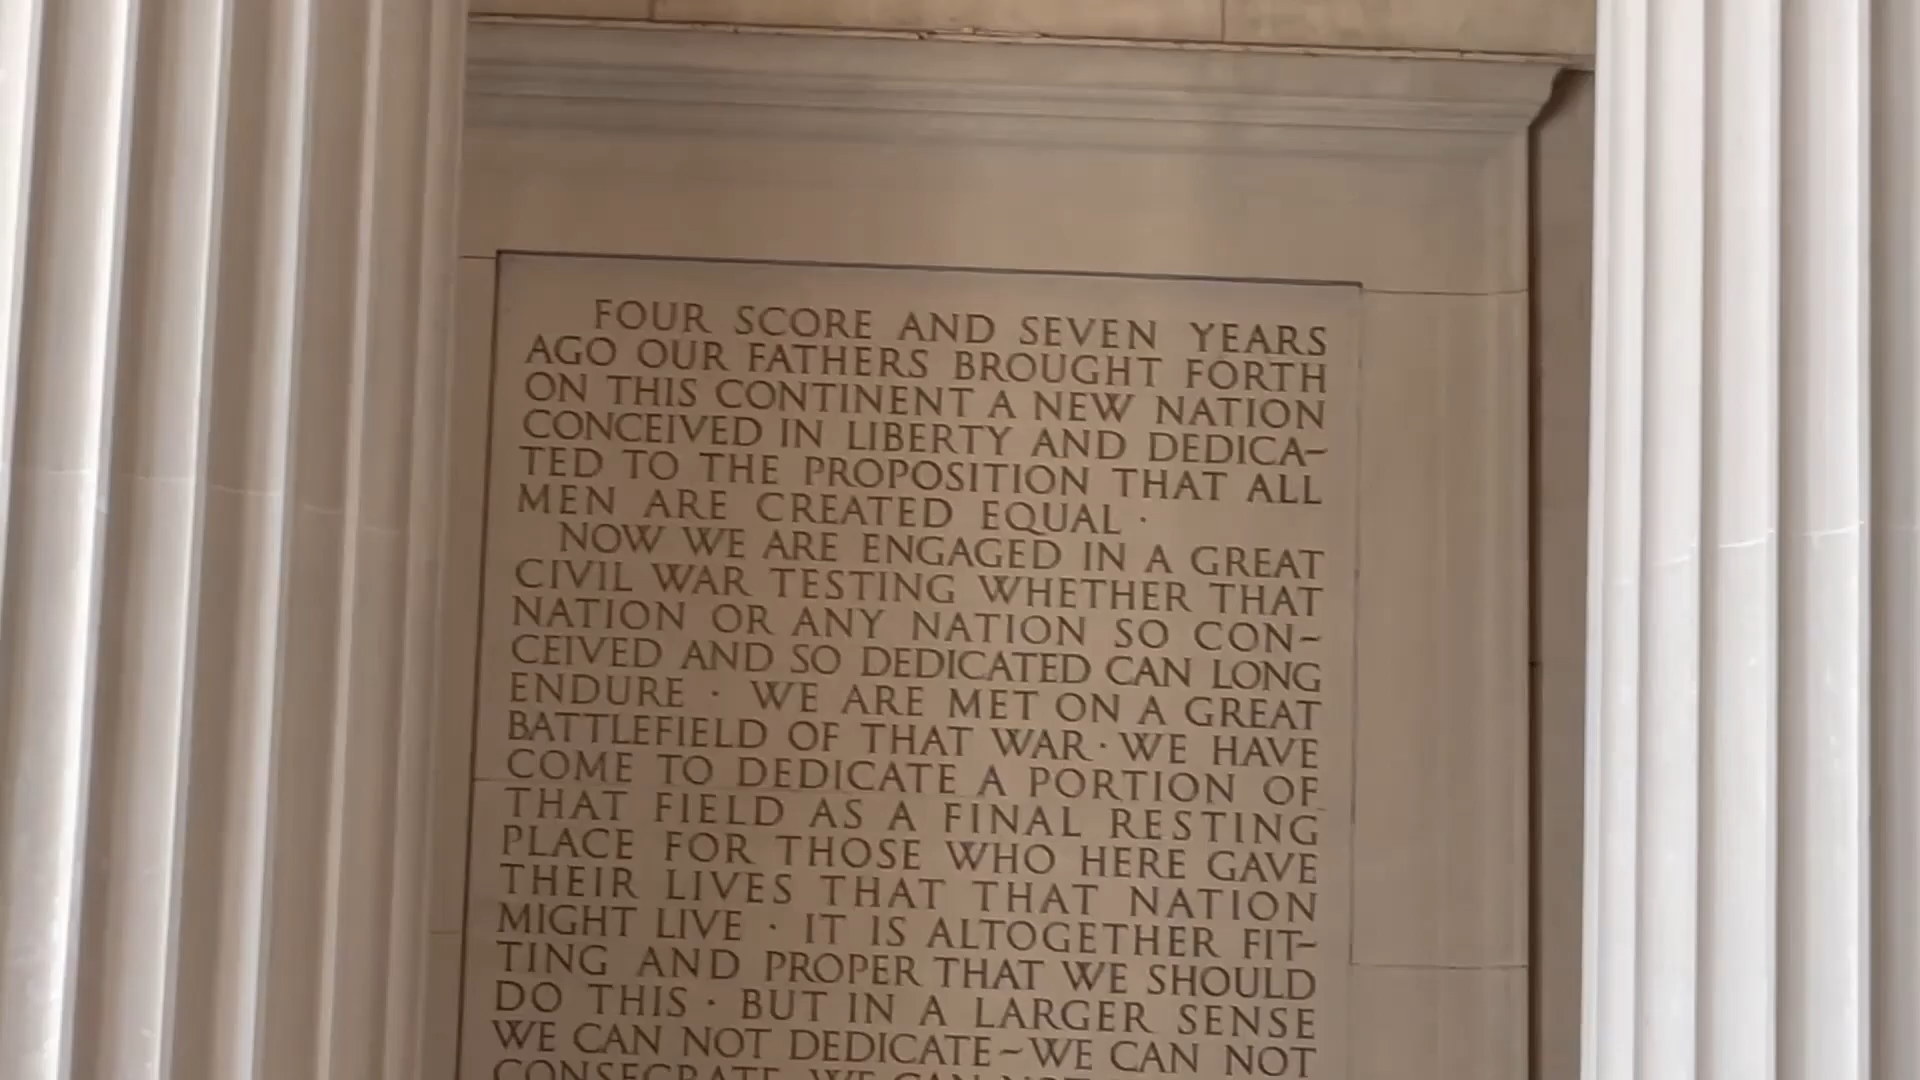 FOUR SCORE AND SEVEN YEARS
AGO OUR FATHERS BROUGHT FORTH
ON THIS CONTINENT A NEW NATION
CONCEIVED IN LIBERTY AND DEDICA-
TED TO THE PROPOSITION THAT ALL
MEN ARE CREATED EQUAL ·
NOW WE ARE ENGAGED IN A GREAT
CIVIL WAR TESTING WHETHER THAT
NATION OR ANY NATION SO CON-
CEIVED AND SO DEDICATED CAN LONG
ENDURE · WE ARE MET ON A GREAT
BATTLEFIELD OF THAT WAR · WE HAVE
COME TO DEDICATE A PORTION OF
THAT FIELD AS A FINAL RESTING
PLACE FOR THOSE WHO HERE GAVE
THEIR LIVES THAT THAT NATION
MIGHT LIVE · IT IS ALTOGETHER FIT-
TING AND PROPER THAT WE SHOULD
DO THIS · BUT IN A LARGER SENSE
WE CAN NOT DEDICATE~WE CAN NOT
CONSECRATE WE CAN NOT